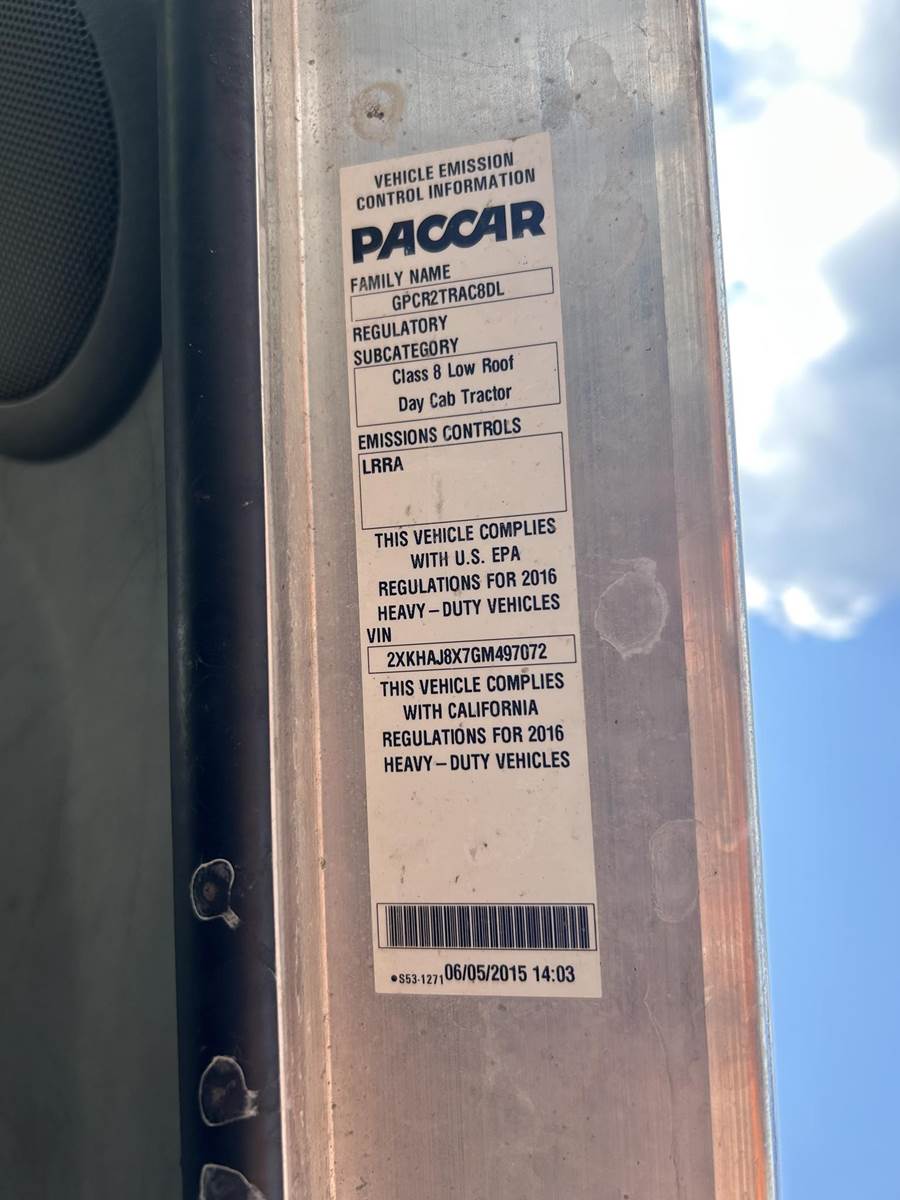 VEHICLE EMISSION
CONTROL INFORMATION
PACCAR
FAMILY NAME
GPCR2TRAC8DL
REGULATORY
SUBCATEGORY
Class 8 Low Roof
Day Cab Tractor
EMISSIONS CONTROLS
LRRA
THIS VEHICLE COMPLIES
WITH U.S. EPA
REGULATIONS FOR 2016
HEAVY–DUTY VEHICLES
VIN
2XKHAJ8X7GM497072
THIS VEHICLE COMPLIES
WITH CALIFORNIA
REGULATIONS FOR 2016
HEAVY–DUTY VEHICLES
●S53-1271 06/05/2015 14:03